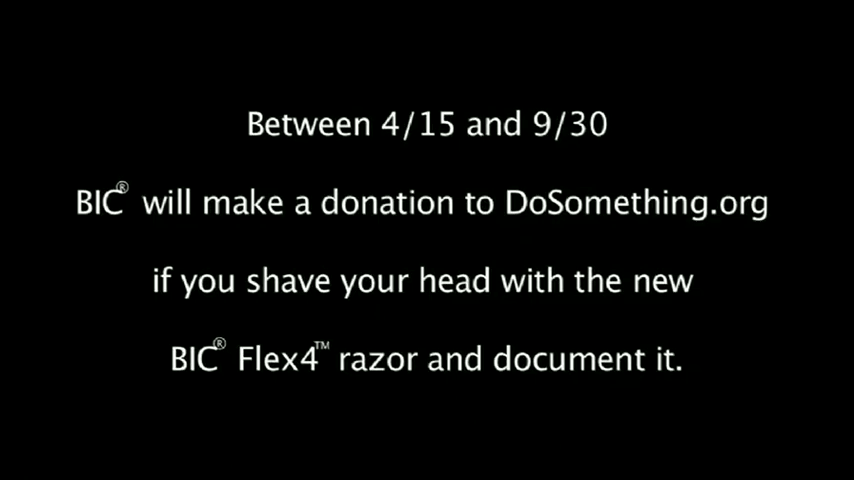 Between 4/15 and 9/30
BIC® will make a donation to DoSomething.org
if you shave your head with the new
BIC® Flex4™ razor and document it.